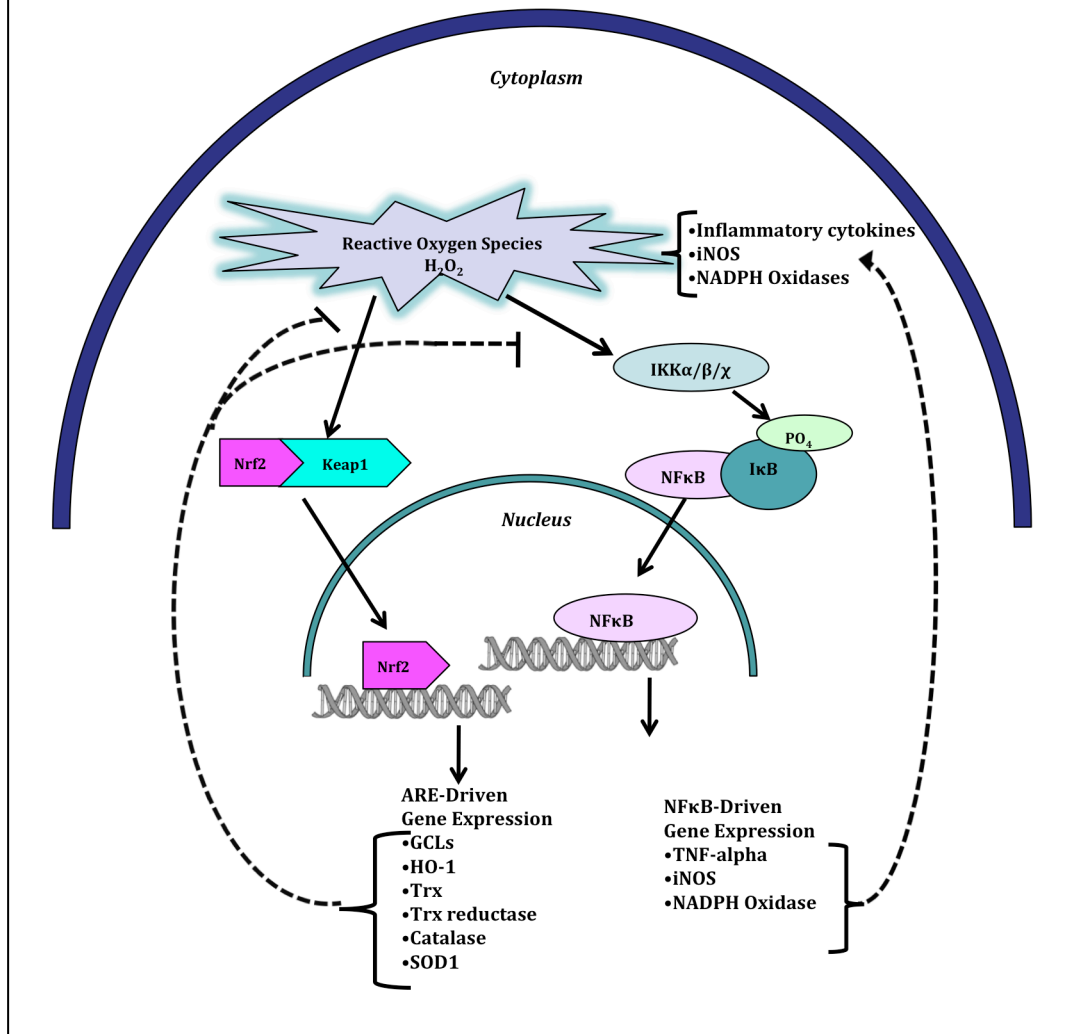 Cytoplasm
Reactive Oxygen Species
H₂O₂
•Inflammatory cytokines
•iNOS
•NADPH Oxidases
IKKα/β/χ
PO₄
IκB
NFκB
Nrf2
Keap1
Nucleus
NFκB
Nrf2
ARE-Driven
Gene Expression
•GCLs
•HO-1
•Trx
•Trx reductase
•Catalase
•SOD1
NFκB-Driven
Gene Expression
•TNF-alpha
•iNOS
•NADPH Oxidase